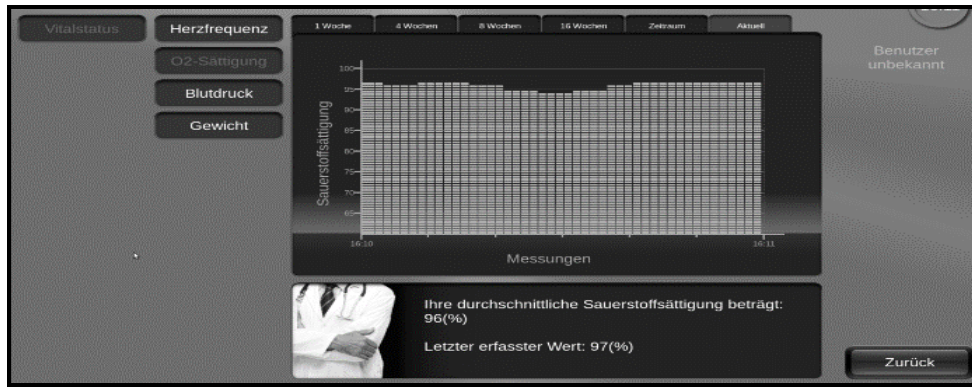 Vitalstatus
Herzfrequenz
O2-Sättigung
Blutdruck
Gewicht
1 Woche
4 Wochen
8 Wochen
16 Wochen
Zeitraum
Aktuell
Benutzer
unbekannt
Sauerstoffsättigung
100
95
90
85
80
75
70
65
16:10
16:11
Messungen
Ihre durchschnittliche Sauerstoffsättigung beträgt:
96(%)
Letzter erfasster Wert: 97(%)
Zurück